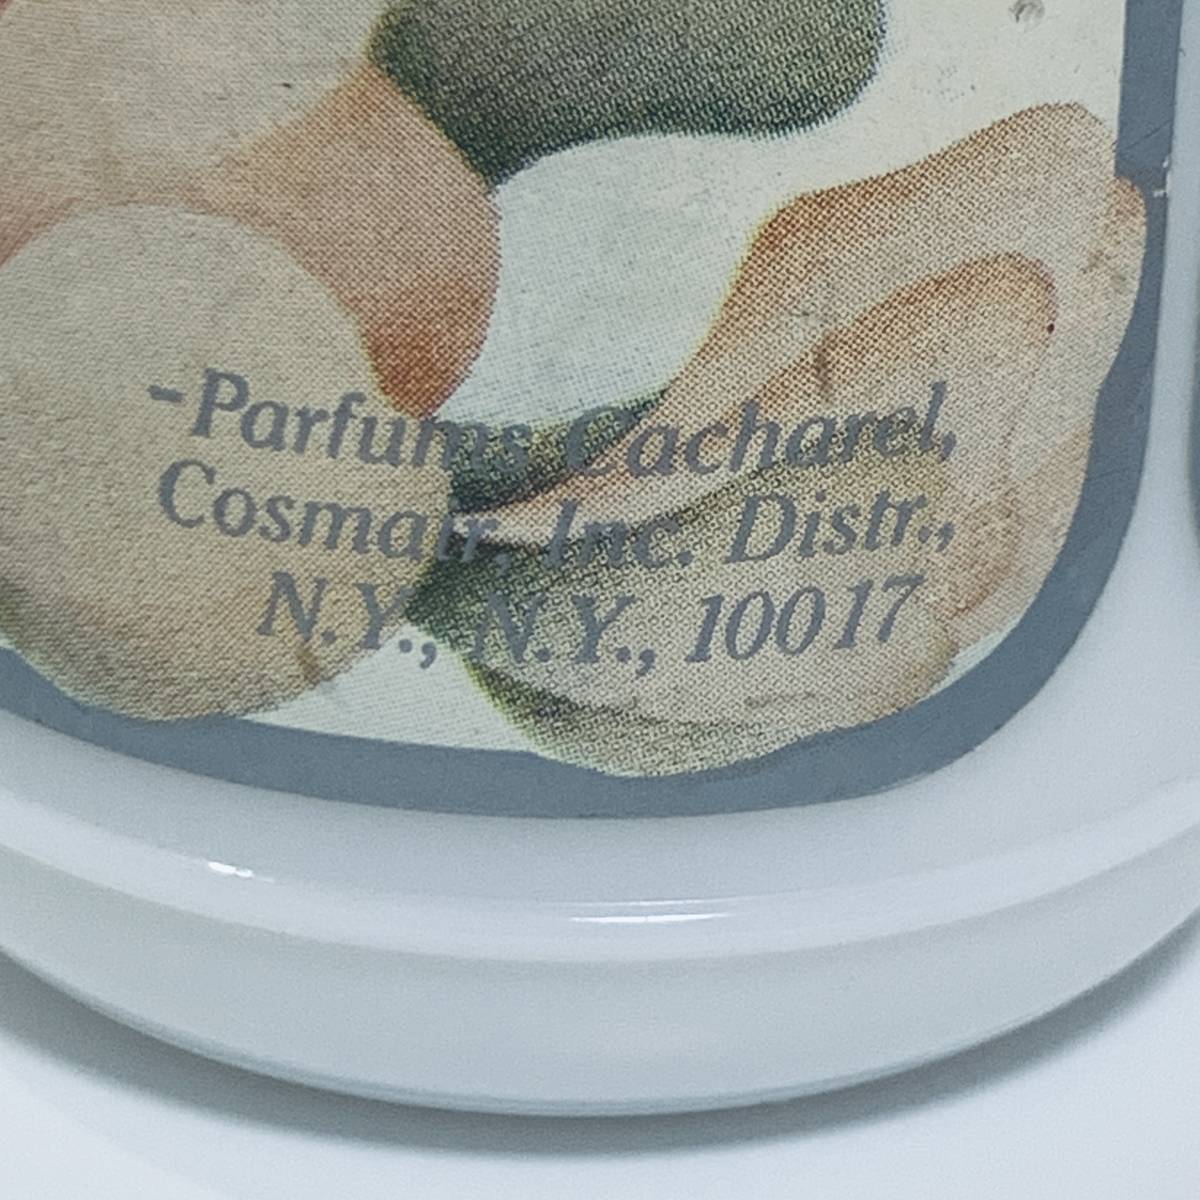 -Parfums Cacharel,
Cosmair, Inc. Distr.,
N.Y., N.Y., 10017